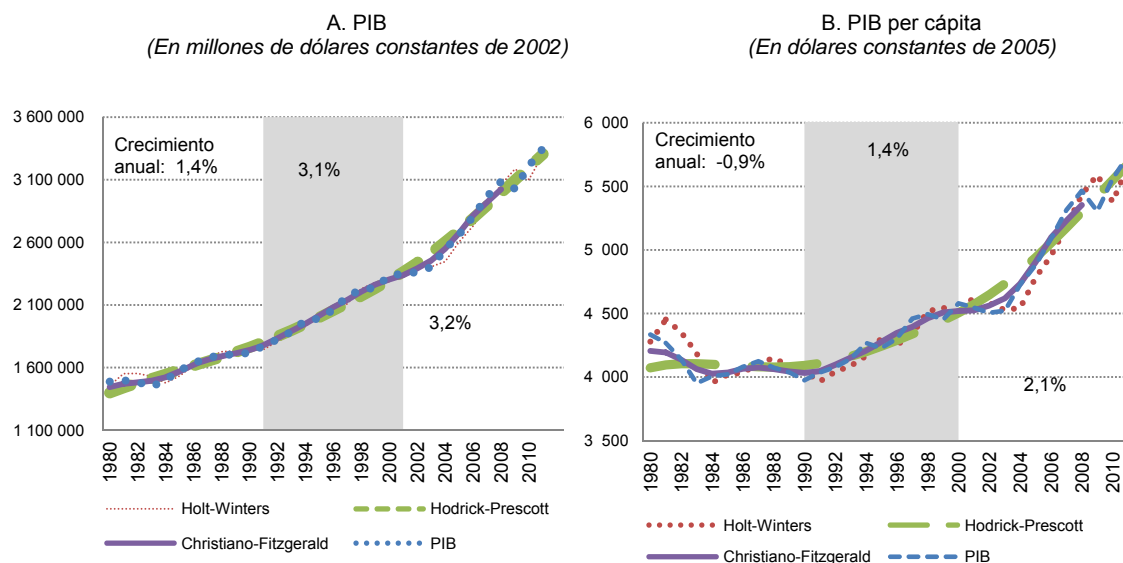 A. PIB
(En millones de dólares constantes de 2002)
3 600 000
3 100 000
2 600 000
2 100 000
1 600 000
1 100 000
Crecimiento
anual: 1,4%
3,1%
3,2%
1980
1982
1984
1986
1988
1990
1992
1994
1996
1998
2000
2002
2004
2006
2008
2010
Holt-Winters
Hodrick-Prescott
Christiano-Fitzgerald
PIB
B. PIB per cápita
(En dólares constantes de 2005)
6 000
5 500
5 000
4 500
4 000
3 500
Crecimiento
anual: -0,9%
1,4%
2,1%
1980
1982
1984
1986
1988
1990
1992
1994
1996
1998
2000
2002
2004
2006
2008
2010
Holt-Winters
Hodrick-Prescott
Christiano-Fitzgerald
PIB